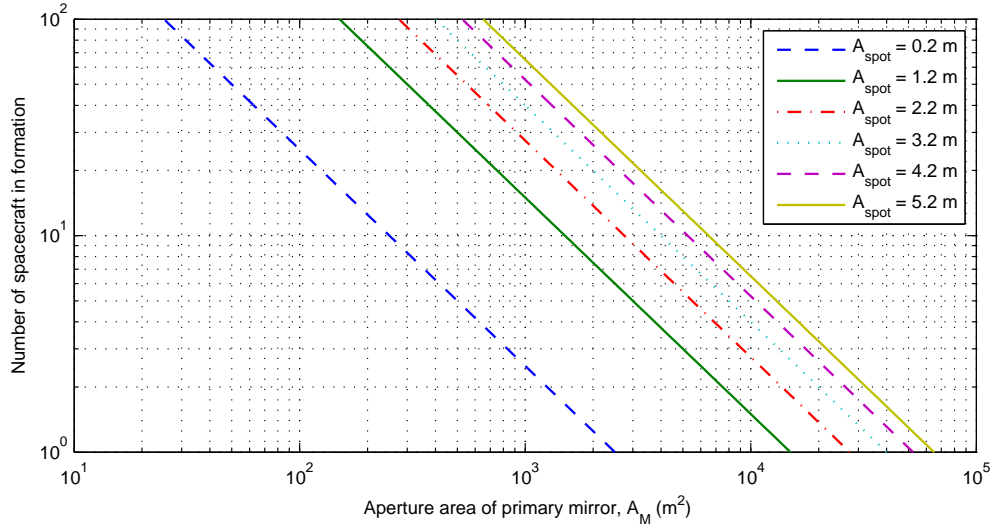 10^2
10^1
10^0
Number of spacecraft in formation
10^1 10^2 10^3 10^4 10^5
Aperture area of primary mirror, A_M (m^2)
A_spot = 0.2 m
A_spot = 1.2 m
A_spot = 2.2 m
A_spot = 3.2 m
A_spot = 4.2 m
A_spot = 5.2 m